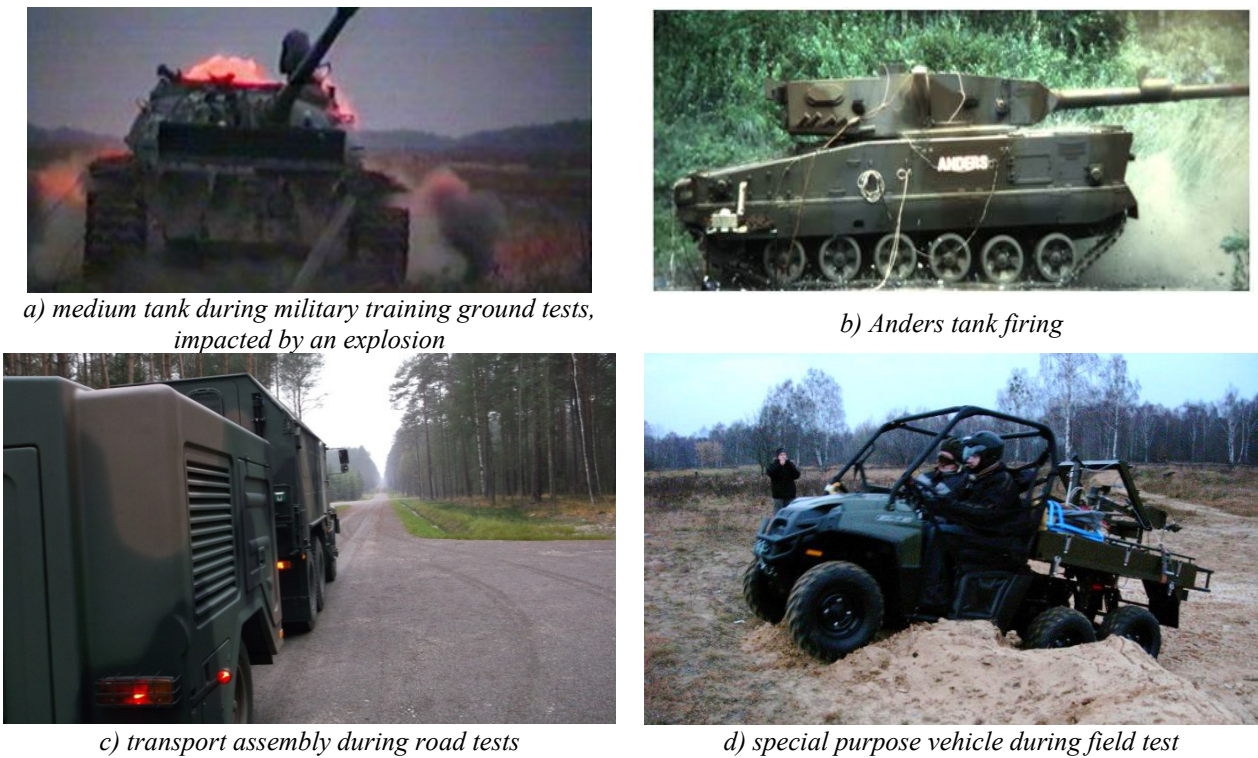 ANDERS
a) medium tank during military training ground tests,
impacted by an explosion
b) Anders tank firing
c) transport assembly during road tests
d) special purpose vehicle during field test